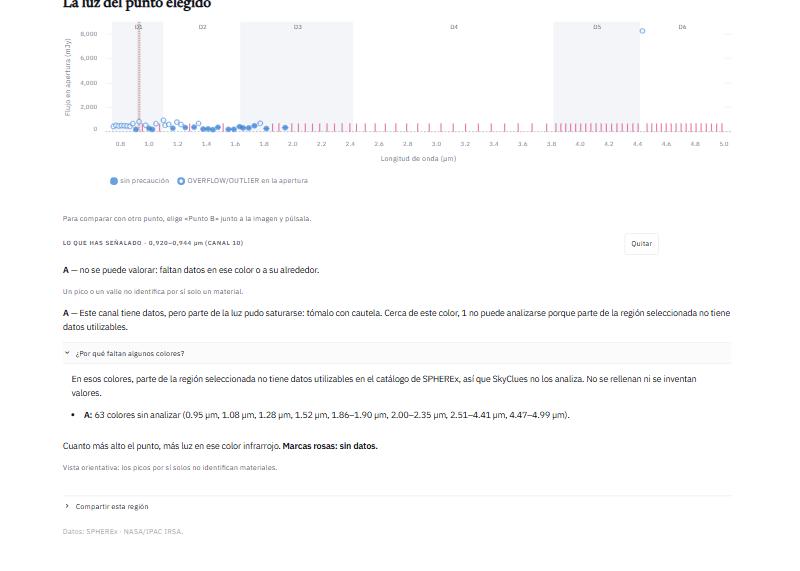 La luz del punto elegido
D1 D2 D3 D4 D5 D6
Flujo en apertura (mJy)
8,000
6,000
4,000
2,000
0
0.8 1.0 1.2 1.4 1.6 1.8 2.0 2.2 2.4 2.6 2.8 3.0 3.2 3.4 3.6 3.8 4.0 4.2 4.4 4.6 4.8 5.0
Longitud de onda (μm)
sin precaución OVERFLOW/OUTLIER en la apertura
Para comparar con otro punto, elige «Punto B» junto a la imagen y púlsala.
LO QUE HAS SEÑALADO · 0,920–0,944 μm (CANAL 10)
Quitar
A — no se puede valorar: faltan datos en ese color o a su alrededor.
Un pico o un valle no identifica por sí solo un material.
A — Este canal tiene datos, pero parte de la luz pudo saturarse: tómalo con cautela. Cerca de este color, 1 no puede analizarse porque parte de la región seleccionada no tiene
datos utilizables.
¿Por qué faltan algunos colores?
En esos colores, parte de la región seleccionada no tiene datos utilizables en el catálogo de SPHEREx, así que SkyClues no los analiza. No se rellenan ni se inventan
valores.
• A: 63 colores sin analizar (0.95 μm, 1.08 μm, 1.28 μm, 1.52 μm, 1.86–1.90 μm, 2.00–2.35 μm, 2.51–4.41 μm, 4.47–4.99 μm).
Cuanto más alto el punto, más luz en ese color infrarrojo. Marcas rosas: sin datos.
Vista orientativa: los picos por sí solos no identifican materiales.
Compartir esta región
Datos: SPHEREx · NASA/IPAC IRSA.